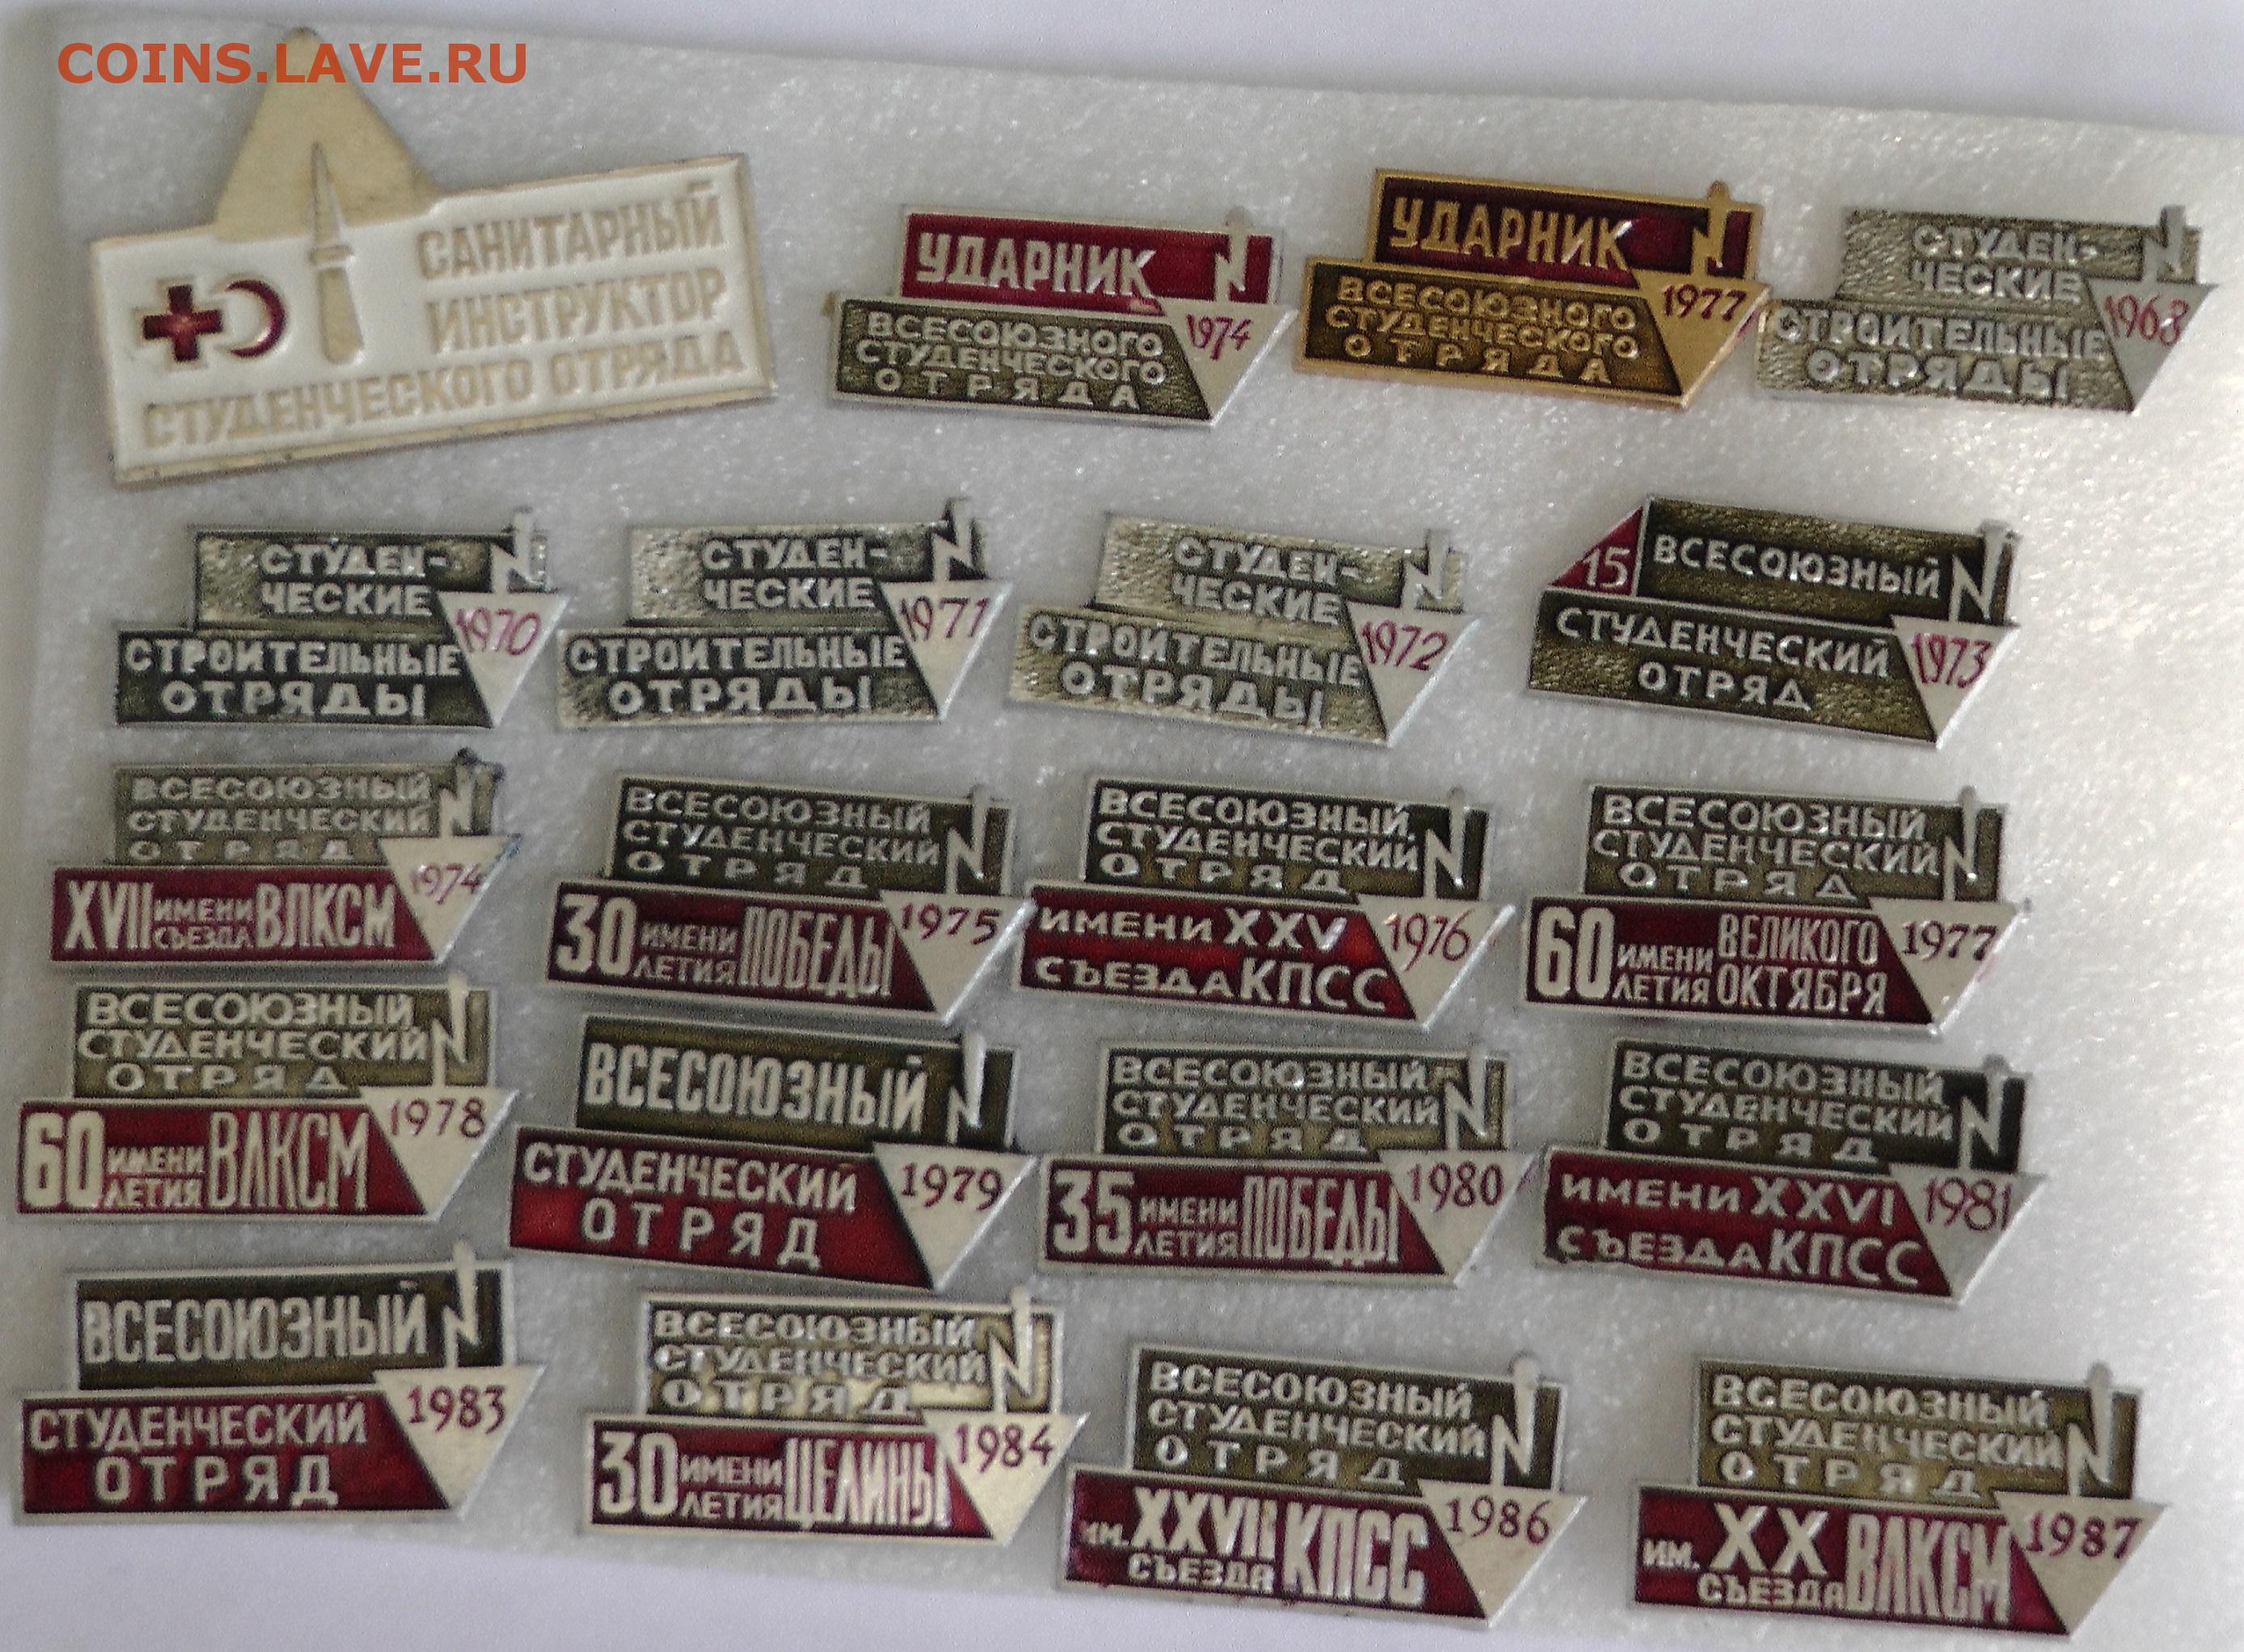 COINS.LAVE.RU
САНИТАРНЫЙ
ИНСТРУКТОР
СТУДЕНЧЕСКОГО ОТРЯДА
УДАРНИК
ВСЕСОЮЗНОГО
СТУДЕНЧЕСКОГО
ОТРЯДА
1974
УДАРНИК
ВСЕСОЮЗНОГО
СТУДЕНЧЕСКОГО
ОТРЯДА
1977
СТУДЕН-
ЧЕСКИЕ
СТРОИТЕЛЬНЫЕ
ОТРЯДЫ
1968
СТУДЕН-
ЧЕСКИЕ
СТРОИТЕЛЬНЫЕ
ОТРЯДЫ
1970
СТУДЕН-
ЧЕСКИЕ
СТРОИТЕЛЬНЫЕ
ОТРЯДЫ
1971
СТУДЕН-
ЧЕСКИЕ
СТРОИТЕЛЬНЫЕ
ОТРЯДЫ
1972
15 ВСЕСОЮЗНЫЙ
СТУДЕНЧЕСКИЙ
ОТРЯД
1973
ВСЕСОЮЗНЫЙ
СТУДЕНЧЕСКИЙ
ОТРЯД
XVII ИМЕНИ СЪЕЗДА ВЛКСМ
1974
ВСЕСОЮЗНЫЙ
СТУДЕНЧЕСКИЙ
ОТРЯД
30 ИМЕНИ ЛЕТИЯ ПОБЕДЫ
1975
ВСЕСОЮЗНЫЙ
СТУДЕНЧЕСКИЙ
ОТРЯД
ИМЕНИ XXV
СЪЕЗДА КПСС
1976
ВСЕСОЮЗНЫЙ
СТУДЕНЧЕСКИЙ
ОТРЯД
60 ИМЕНИ ЛЕТИЯ ВЕЛИКОГО ОКТЯБРЯ
1977
ВСЕСОЮЗНЫЙ
СТУДЕНЧЕСКИЙ
ОТРЯД
60 ИМЕНИ ЛЕТИЯ ВЛКСМ
1978
ВСЕСОЮЗНЫЙ
СТУДЕНЧЕСКИЙ
ОТРЯД
1979
ВСЕСОЮЗНЫЙ
СТУДЕНЧЕСКИЙ
ОТРЯД
35 ИМЕНИ ЛЕТИЯ ПОБЕДЫ
1980
ВСЕСОЮЗНЫЙ
СТУДЕНЧЕСКИЙ
ОТРЯД
ИМЕНИ XXVI
СЪЕЗДА КПСС
1981
ВСЕСОЮЗНЫЙ
СТУДЕНЧЕСКИЙ
ОТРЯД
1983
ВСЕСОЮЗНЫЙ
СТУДЕНЧЕСКИЙ
ОТРЯД
30 ИМЕНИ ЛЕТИЯ ЦЕЛИНЫ
1984
ВСЕСОЮЗНЫЙ
СТУДЕНЧЕСКИЙ
ОТРЯД
ИМ. XXVII СЪЕЗДА КПСС
1986
ВСЕСОЮЗНЫЙ
СТУДЕНЧЕСКИЙ
ОТРЯД
ИМ. XX СЪЕЗДА ВЛКСМ
1987